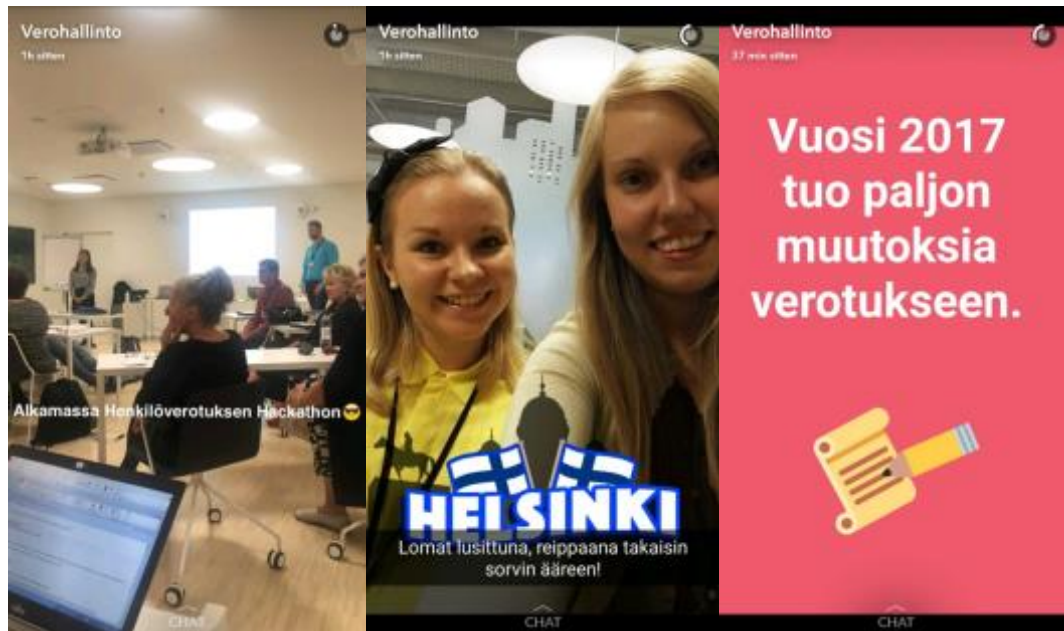 Verohallinto
1h sitten
Alkamassa Henkilöverotuksen Hackathon
CHAT
Verohallinto
1h sitten
HELSINKI
Lomat lusittuna, reippaana takaisin
sorvin ääreen!
CHAT
Verohallinto
37 min sitten
Vuosi 2017
tuo paljon
muutoksia
verotukseen.
CHAT